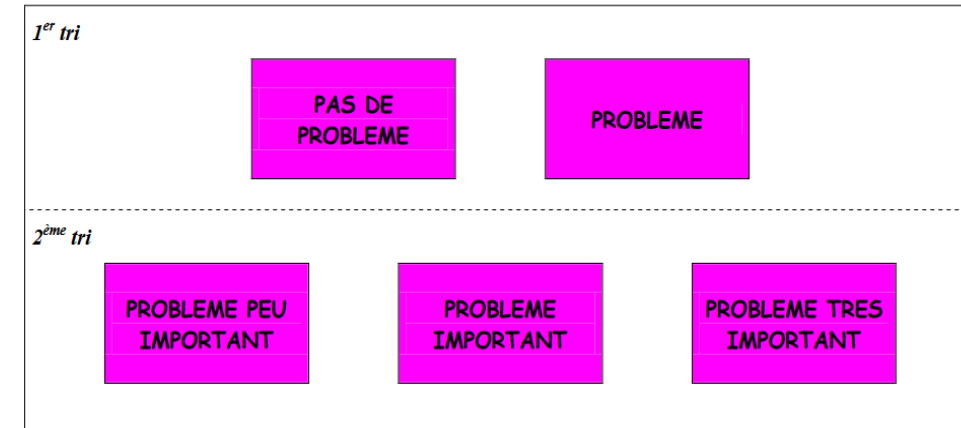 1er tri
PAS DE
PROBLEME
PROBLEME
2ème tri
PROBLEME PEU
IMPORTANT
PROBLEME
IMPORTANT
PROBLEME TRES
IMPORTANT